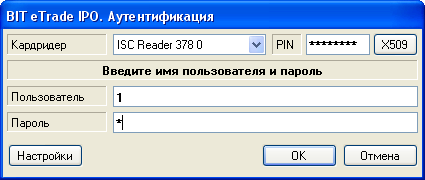 BIT eTrade IPO. Аутентификация
Кардридер ISC Reader 378 0 PIN ******** X509
Введите имя пользователя и пароль
Пользователь 1
Пароль *
Настройки OK Отмена